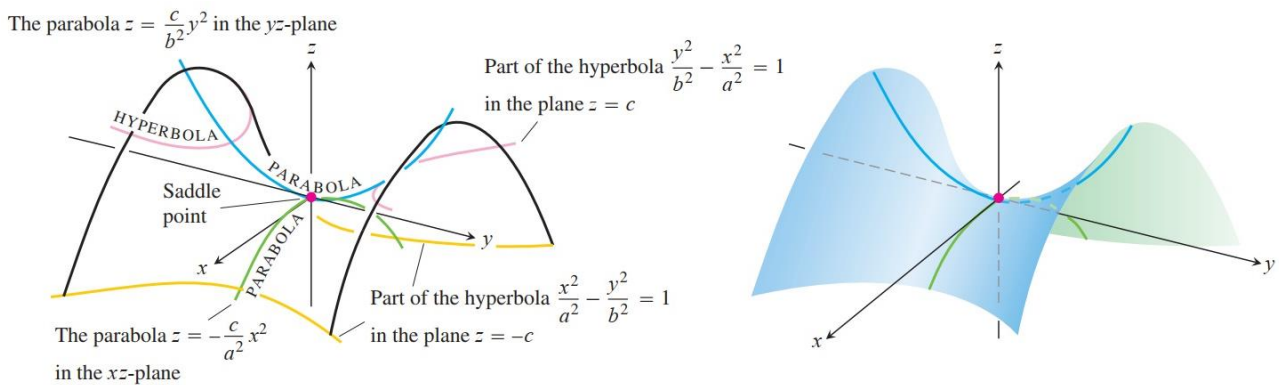 The parabola z = c/b² y² in the yz-plane
z
Part of the hyperbola y²/b² − x²/a² = 1
in the plane z = c
HYPERBOLA
PARABOLA
Saddle
point
PARABOLA
y
x
Part of the hyperbola x²/a² − y²/b² = 1
in the plane z = −c
The parabola z = −c/a² x²
in the xz-plane
z
y
x